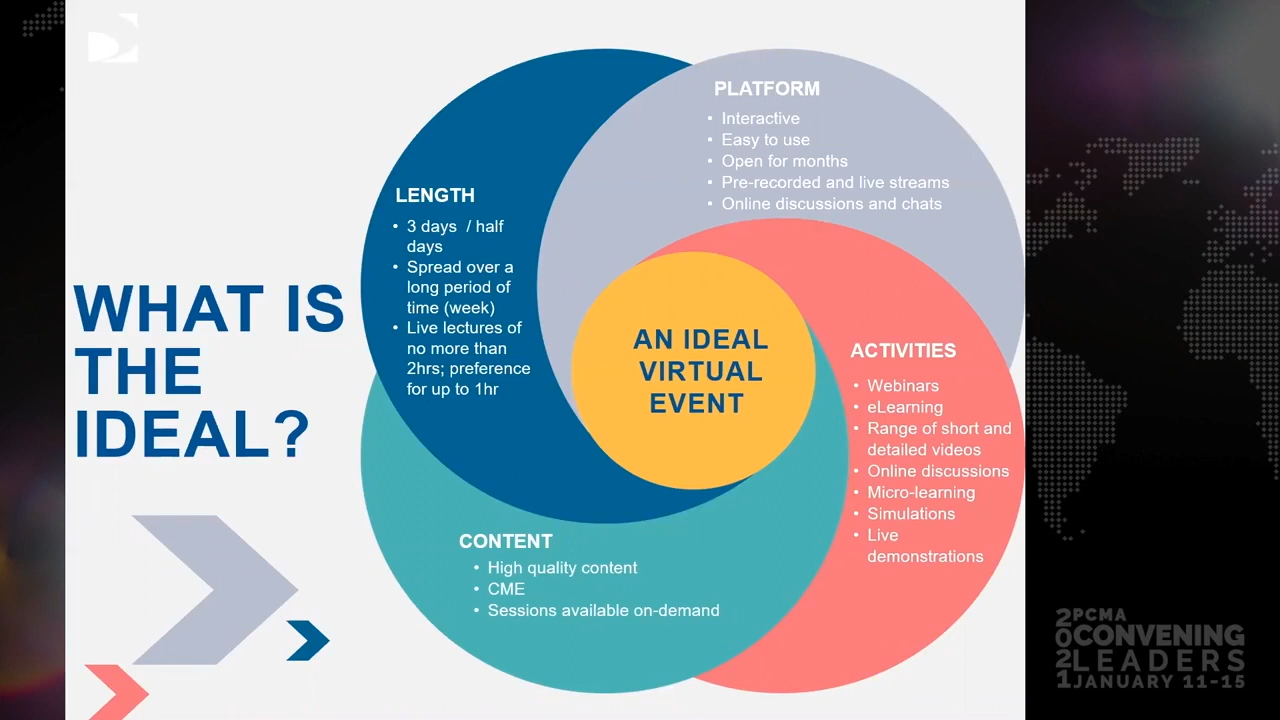 WHAT IS
THE
IDEAL?
LENGTH
• 3 days / half
days
• Spread over a
long period of
time (week)
• Live lectures of
no more than
2hrs; preference
for up to 1hr
PLATFORM
• Interactive
• Easy to use
• Open for months
• Pre-recorded and live streams
• Online discussions and chats
AN IDEAL
VIRTUAL
EVENT
ACTIVITIES
• Webinars
• eLearning
• Range of short and
detailed videos
• Online discussions
• Micro-learning
• Simulations
• Live
demonstrations
CONTENT
• High quality content
• CME
• Sessions available on-demand
2021
PCMA
CONVENING
LEADERS
JANUARY 11-15